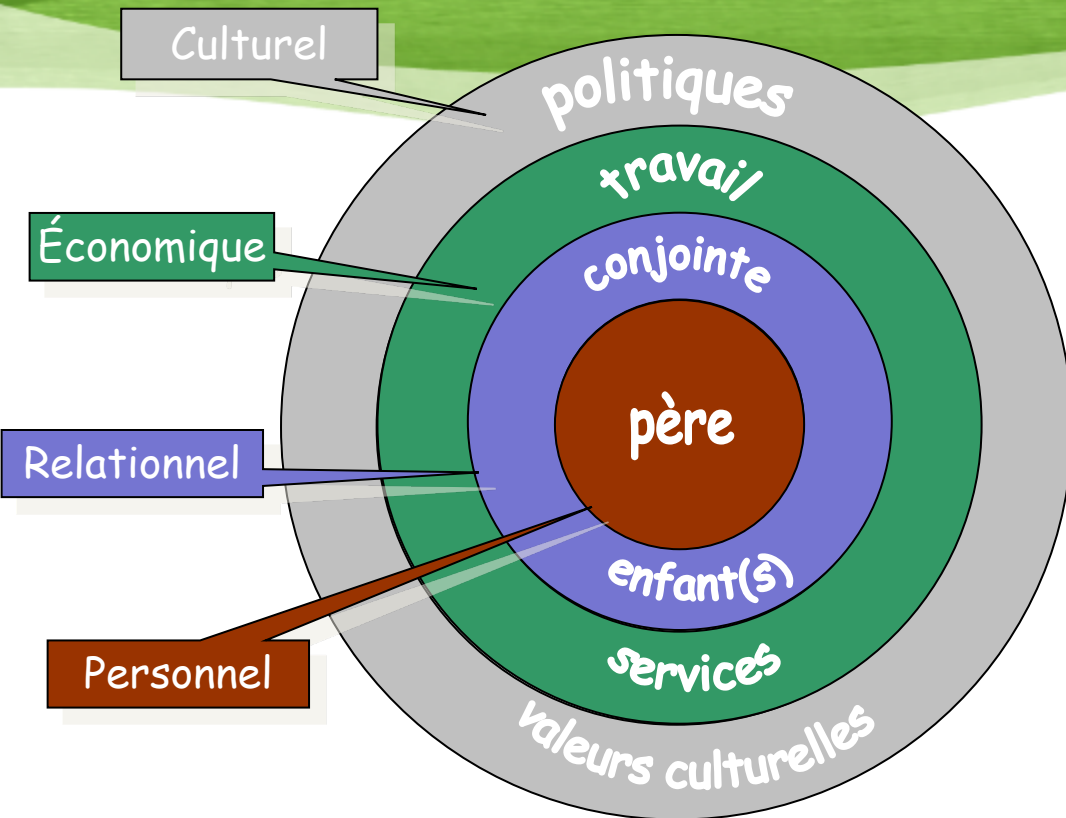 Culturel
politiques
travail
Économique
conjointe
père
Relationnel
enfant(s)
services
Personnel
valeurs culturelles